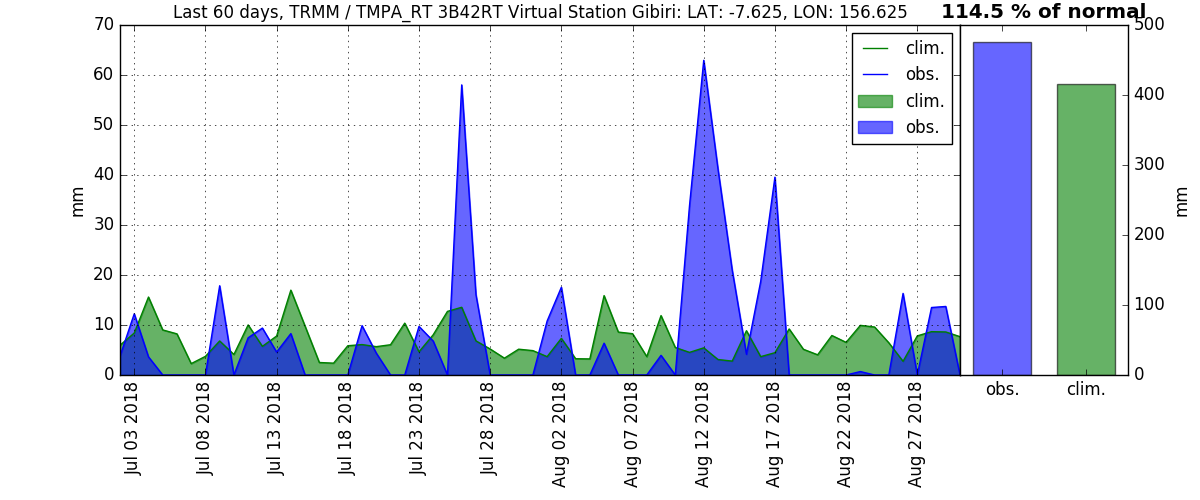 Last 60 days, TRMM / TMPA_RT 3B42RT Virtual Station Gibiri: LAT: -7.625, LON: 156.625
114.5 % of normal
70
60
50
40
30
20
10
0
mm
clim.
obs.
clim.
obs.
500
400
300
200
100
0
mm
obs.
clim.
Jul 03 2018
Jul 08 2018
Jul 13 2018
Jul 18 2018
Jul 23 2018
Jul 28 2018
Aug 02 2018
Aug 07 2018
Aug 12 2018
Aug 17 2018
Aug 22 2018
Aug 27 2018